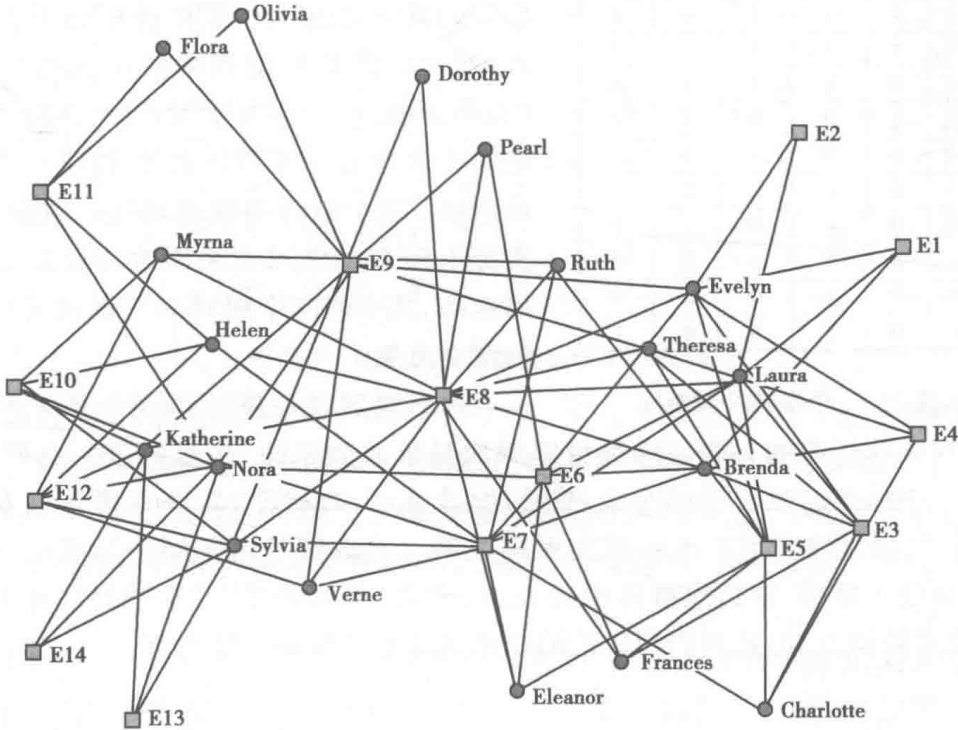 Olivia
Flora
Dorothy
Pearl
E2
E11
Myrna
E9
Ruth
E1
Evelyn
Helen
Theresa
E10
E8
Laura
Katherine
E4
Nora
E6
Brenda
E12
E7
E3
Sylvia
E5
Verne
E14
Frances
Eleanor
Charlotte
E13